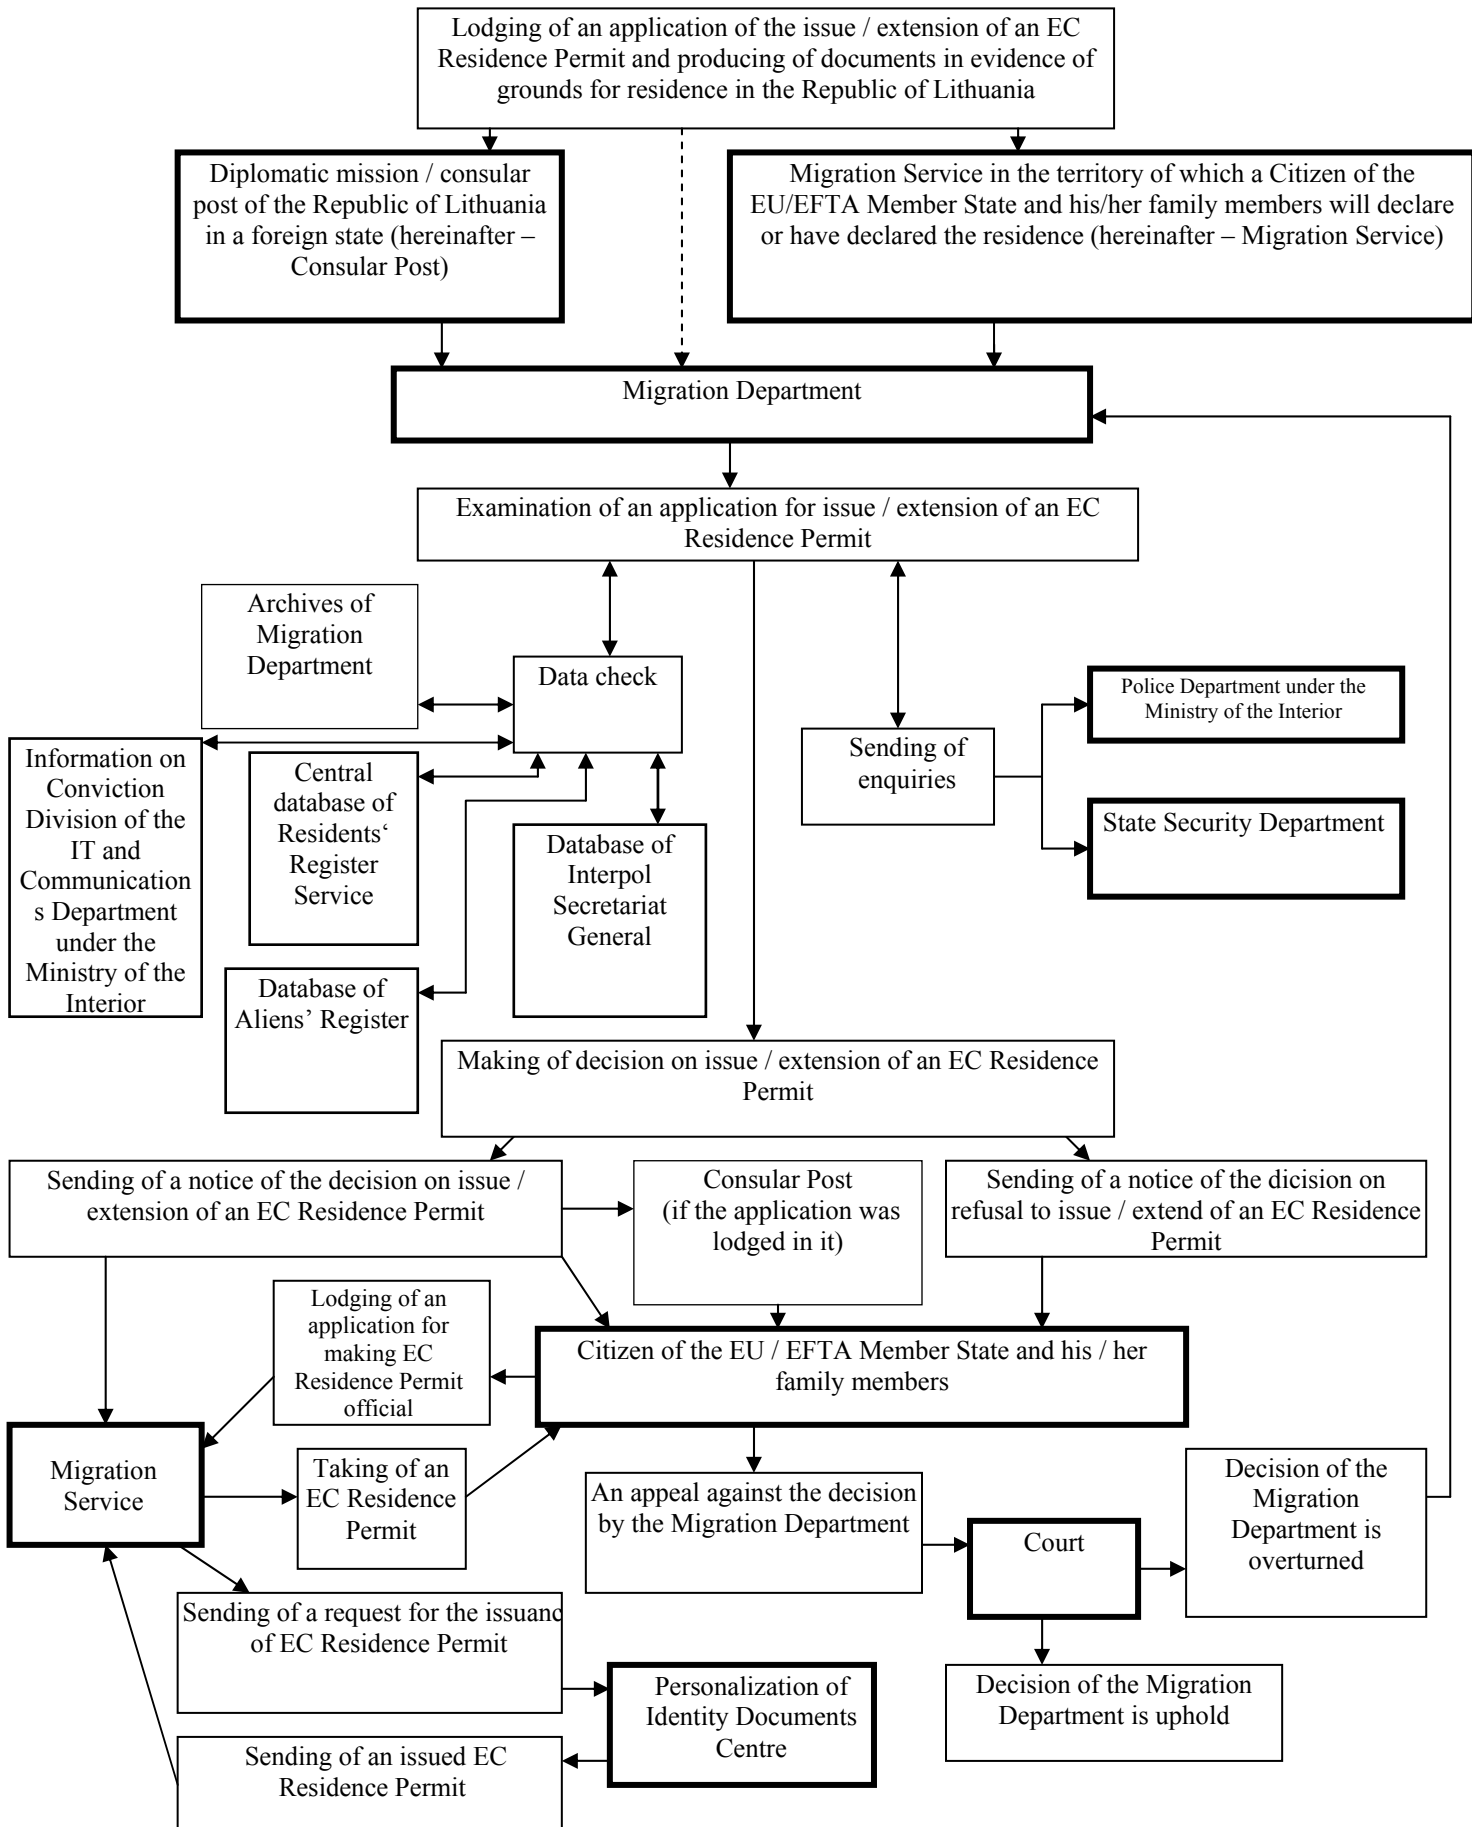 Lodging of an application of the issue / extension of an EC
Residence Permit and producing of documents in evidence of
grounds for residence in the Republic of Lithuania
Diplomatic mission / consular
post of the Republic of Lithuania
in a foreign state (hereinafter –
Consular Post)
Migration Service in the territory of which a Citizen of the
EU/EFTA Member State and his/her family members will declare
or have declared the residence (hereinafter – Migration Service)
Migration Department
Examination of an application for issue / extension of an EC
Residence Permit
Archives of
Migration
Department
Data check
Police Department under the
Ministry of the Interior
Sending of
enquiries
State Security Department
Information on
Conviction
Division of the
IT and
Communication
s Department
under the
Ministry of the
Interior
Central
database of
Residents‘
Register
Service
Database of
Interpol
Secretariat
General
Database of
Aliens’ Register
Making of decision on issue / extension of an EC Residence
Permit
Sending of a notice of the decision on issue /
extension of an EC Residence Permit
Consular Post
(if the application was
lodged in it)
Sending of a notice of the dicision on
refusal to issue / extend of an EC Residence
Permit
Lodging of an
application for
making EC
Residence Permit
official
Citizen of the EU / EFTA Member State and his / her
family members
Migration
Service
Taking of an
EC Residence
Permit
An appeal against the decision
by the Migration Department
Court
Decision of the
Migration
Department is
overturned
Sending of a request for the issuanc
of EC Residence Permit
Personalization of
Identity Documents
Centre
Decision of the Migration
Department is uphold
Sending of an issued EC
Residence Permit